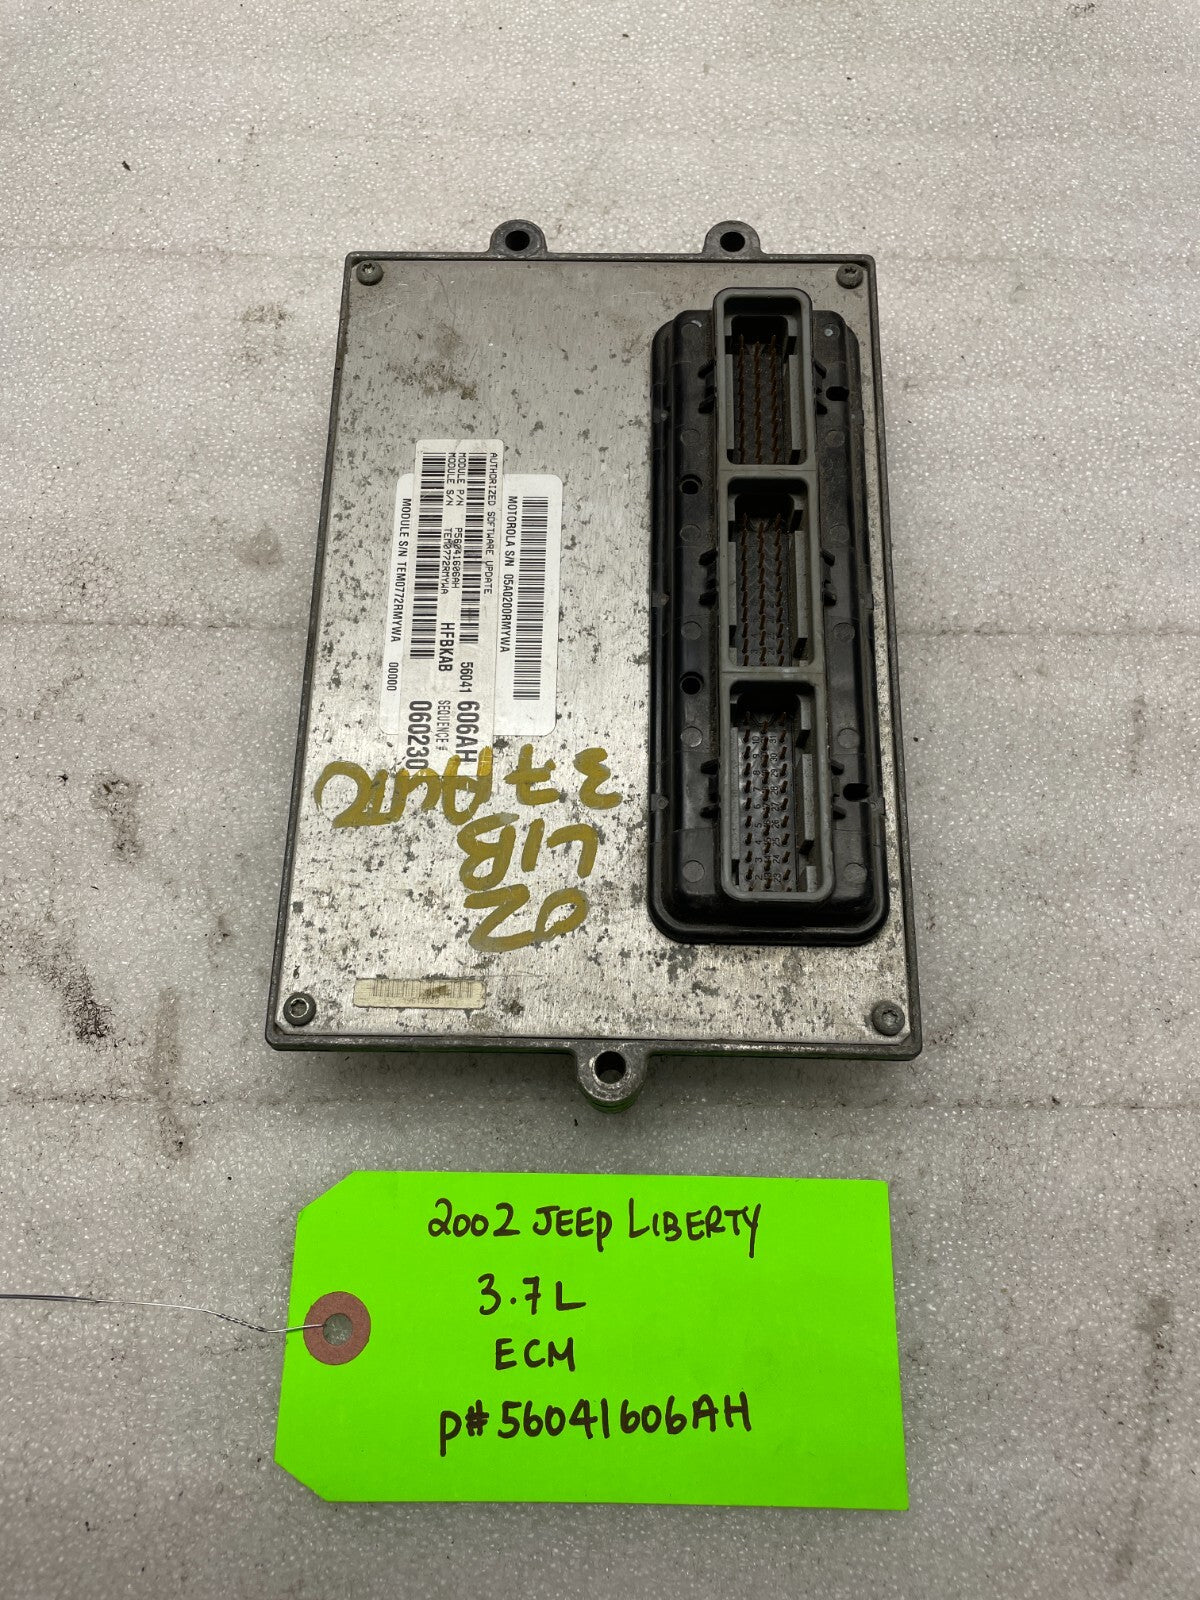 MOTOROLA S/N 05A0200RMYWA
AUTHORIZED SOFTWARE UPDATE
MODULE P/N P56041606AH
MODULE S/N TEM0772RMYWA
56041 606AH
HFBKAB SEQUENCE #
060230
MODULE S/N TEM0772RMYWA 00000
02
LIB
3 7 AUTO
2002 JEEP LIBERTY
3.7L
ECM
P# 56041606AH